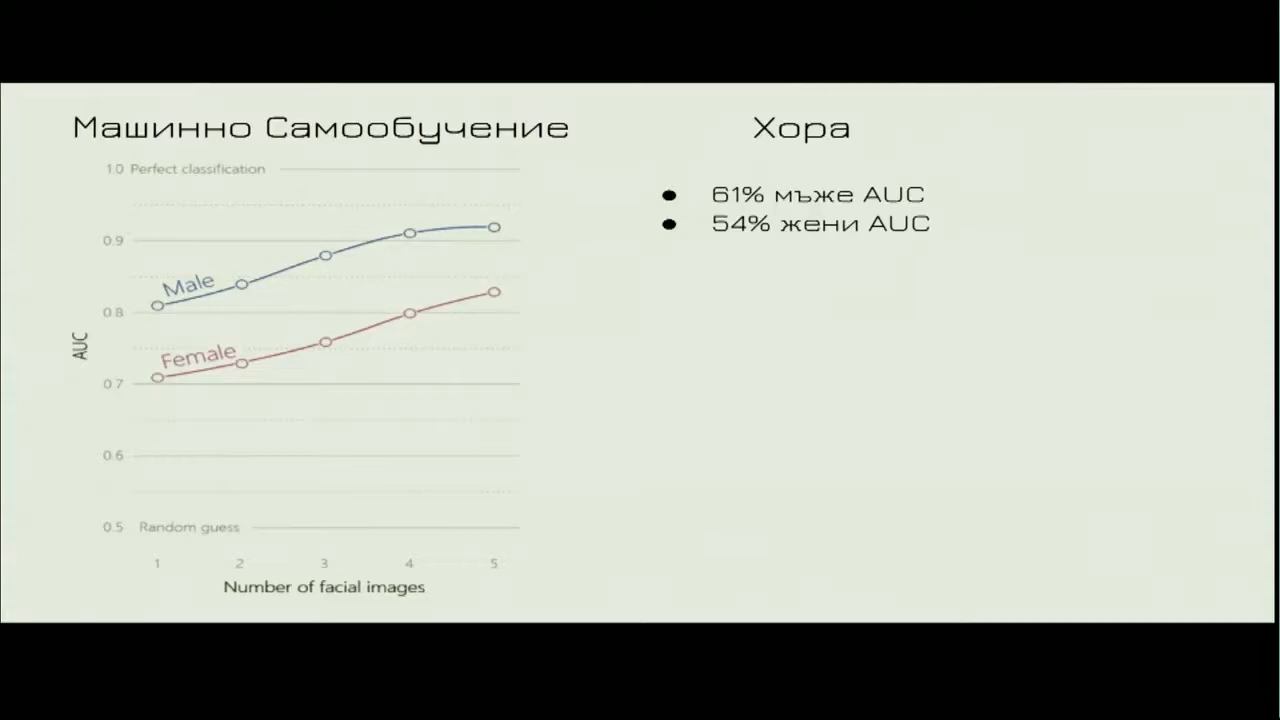 Машинно Самообучение
1.0 Perfect classification
0.9
Male
0.8
AUC
Female
0.7
0.6
0.5 Random guess
1 2 3 4 5
Number of facial images
Хора
● 61% мъже AUC
● 54% жени AUC